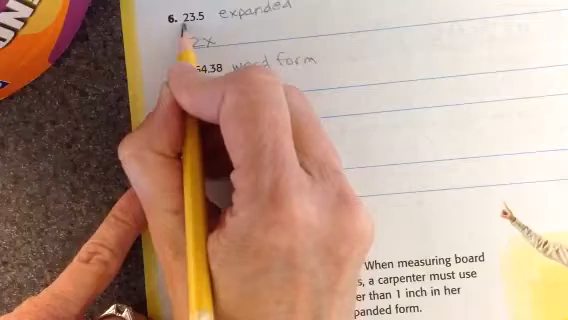 6. 23.5 expanded
2x
54.38 word form
When measuring board
s, a carpenter must use
er than 1 inch in her
panded form.